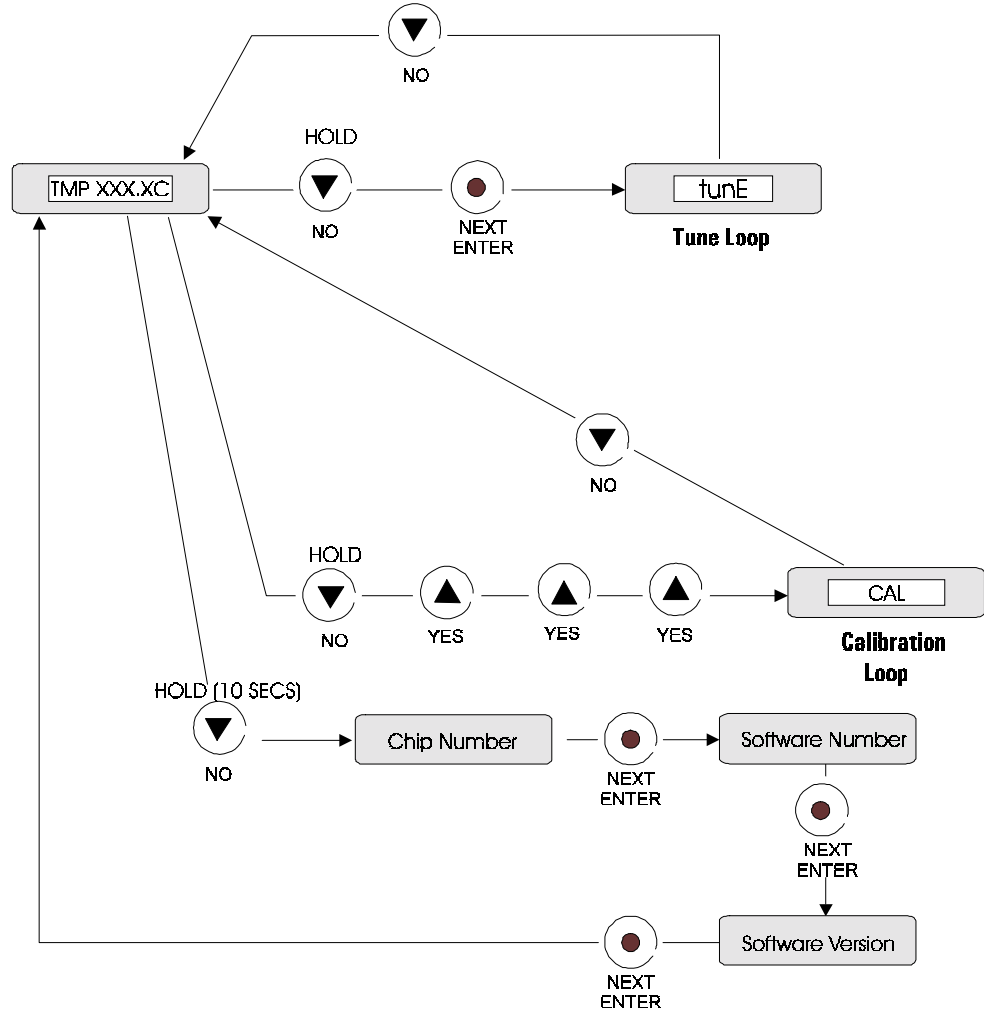 NO
HOLD
TMP XXX.XC
tunE
NO
NEXT
ENTER
Tune Loop
NO
HOLD
CAL
NO
YES
YES
YES
Calibration
Loop
HOLD (10 SECS)
Chip Number
Software Number
NO
NEXT
ENTER
NEXT
ENTER
Software Version
NEXT
ENTER